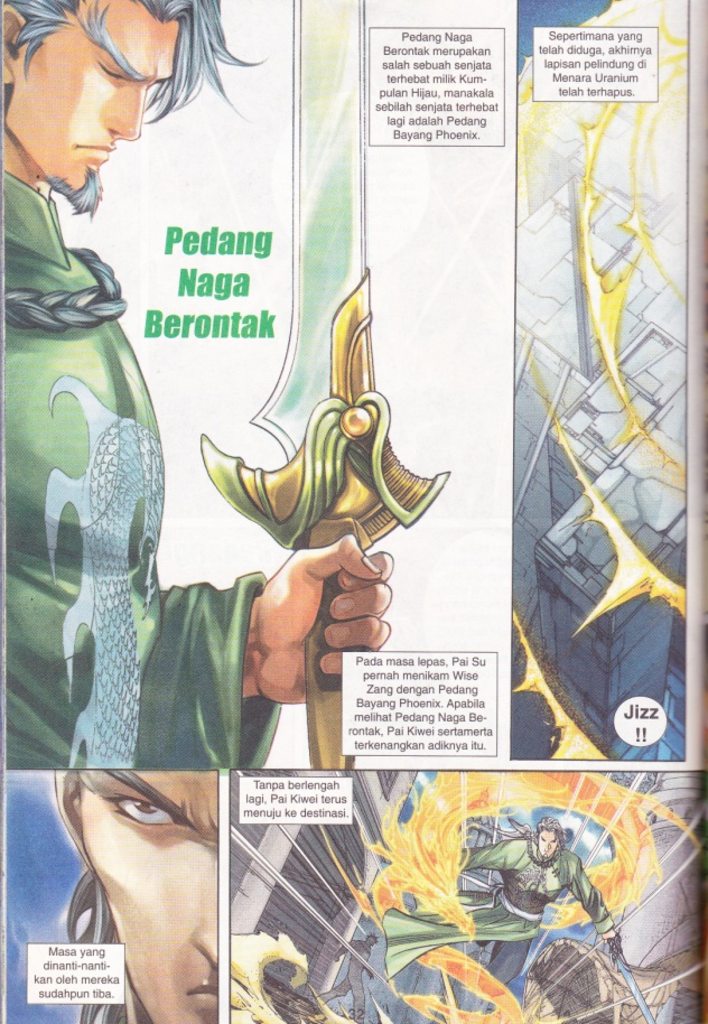 Pedang Naga
Berontak merupakan
salah sebuah senjata
terhebat milik Kum-
pulan Hijau, manakala
sebilah senjata terhebat
lagi adalah Pedang
Bayang Phoenix.
Sepertimana yang
telah diduga, akhirnya
lapisan pelindung di
Menara Uranium
telah terhapus.
Pedang
Naga
Berontak
Pada masa lepas, Pai Su
pernah menikam Wise
Zang dengan Pedang
Bayang Phoenix. Apabila
melihat Pedang Naga Be-
rontak, Pai Kiwei sertamerta
terkenangkan adiknya itu.
Jizz
!!
Masa yang
dinanti-nanti-
kan oleh mereka
sudahpun tiba.
Tanpa berlengah
lagi, Pai Kiwei terus
menuju ke destinasi.
32